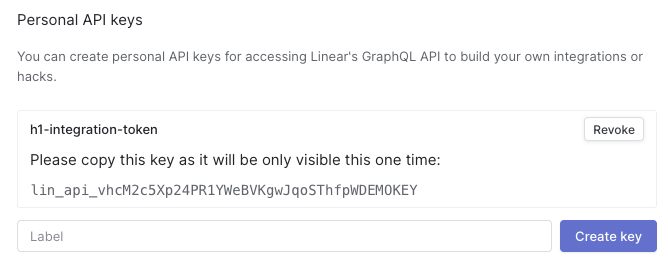 Personal API keys
You can create personal API keys for accessing Linear's GraphQL API to build your own integrations or
hacks.
h1-integration-token
Revoke
Please copy this key as it will be only visible this one time:
lin_api_vhcM2c5Xp24PR1YWeBVKgwJqoSThfpWDEMOKEY
Label
Create key